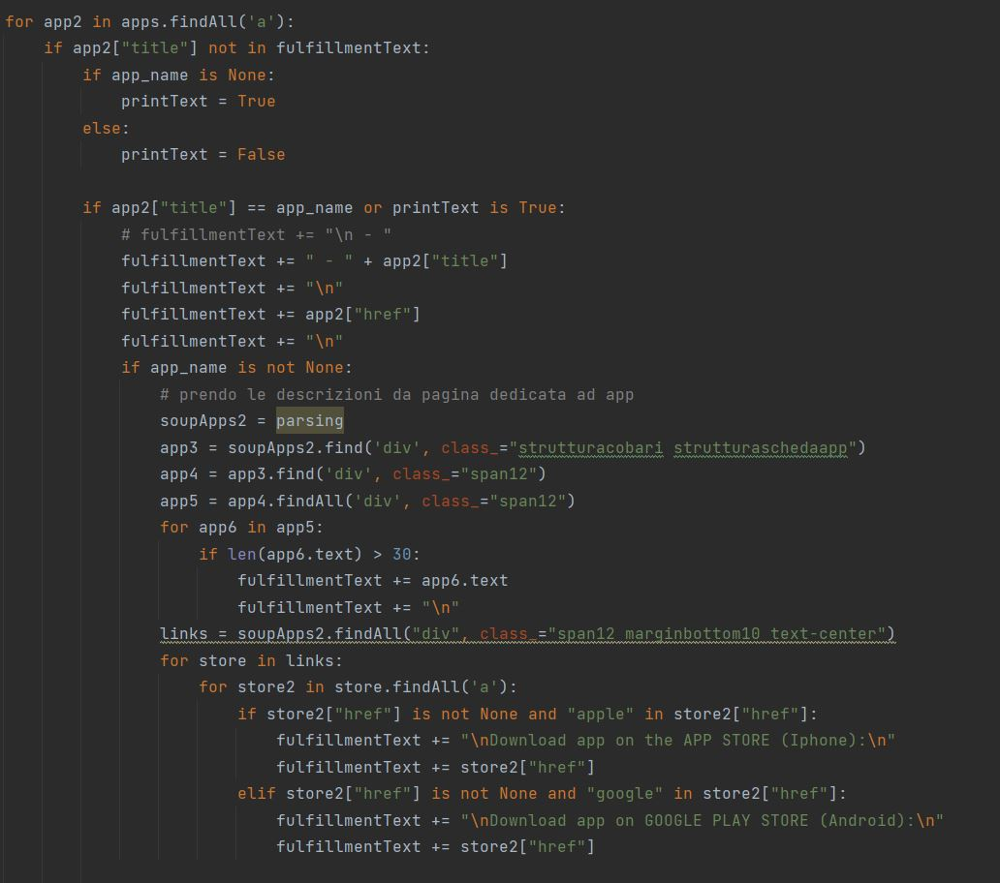 for app2 in apps.findAll('a'):
    if app2["title"] not in fulfillmentText:
        if app_name is None:
            printText = True
        else:
            printText = False

        if app2["title"] == app_name or printText is True:
            # fulfillmentText += "\n - "
            fulfillmentText += " - " + app2["title"]
            fulfillmentText += "\n"
            fulfillmentText += app2["href"]
            fulfillmentText += "\n"
            if app_name is not None:
                # prendo le descrizioni da pagina dedicata ad app
                soupApps2 = parsing
                app3 = soupApps2.find('div', class_="strutturacobari strutturaschedaapp")
                app4 = app3.find('div', class_="span12")
                app5 = app4.findAll('div', class_="span12")
                for app6 in app5:
                    if len(app6.text) > 30:
                        fulfillmentText += app6.text
                        fulfillmentText += "\n"
                links = soupApps2.findAll("div", class_="span12 marginbottom10 text-center")
                for store in links:
                    for store2 in store.findAll('a'):
                        if store2["href"] is not None and "apple" in store2["href"]:
                            fulfillmentText += "\nDownload app on the APP STORE (Iphone):\n"
                            fulfillmentText += store2["href"]
                        elif store2["href"] is not None and "google" in store2["href"]:
                            fulfillmentText += "\nDownload app on GOOGLE PLAY STORE (Android):\n"
                            fulfillmentText += store2["href"]